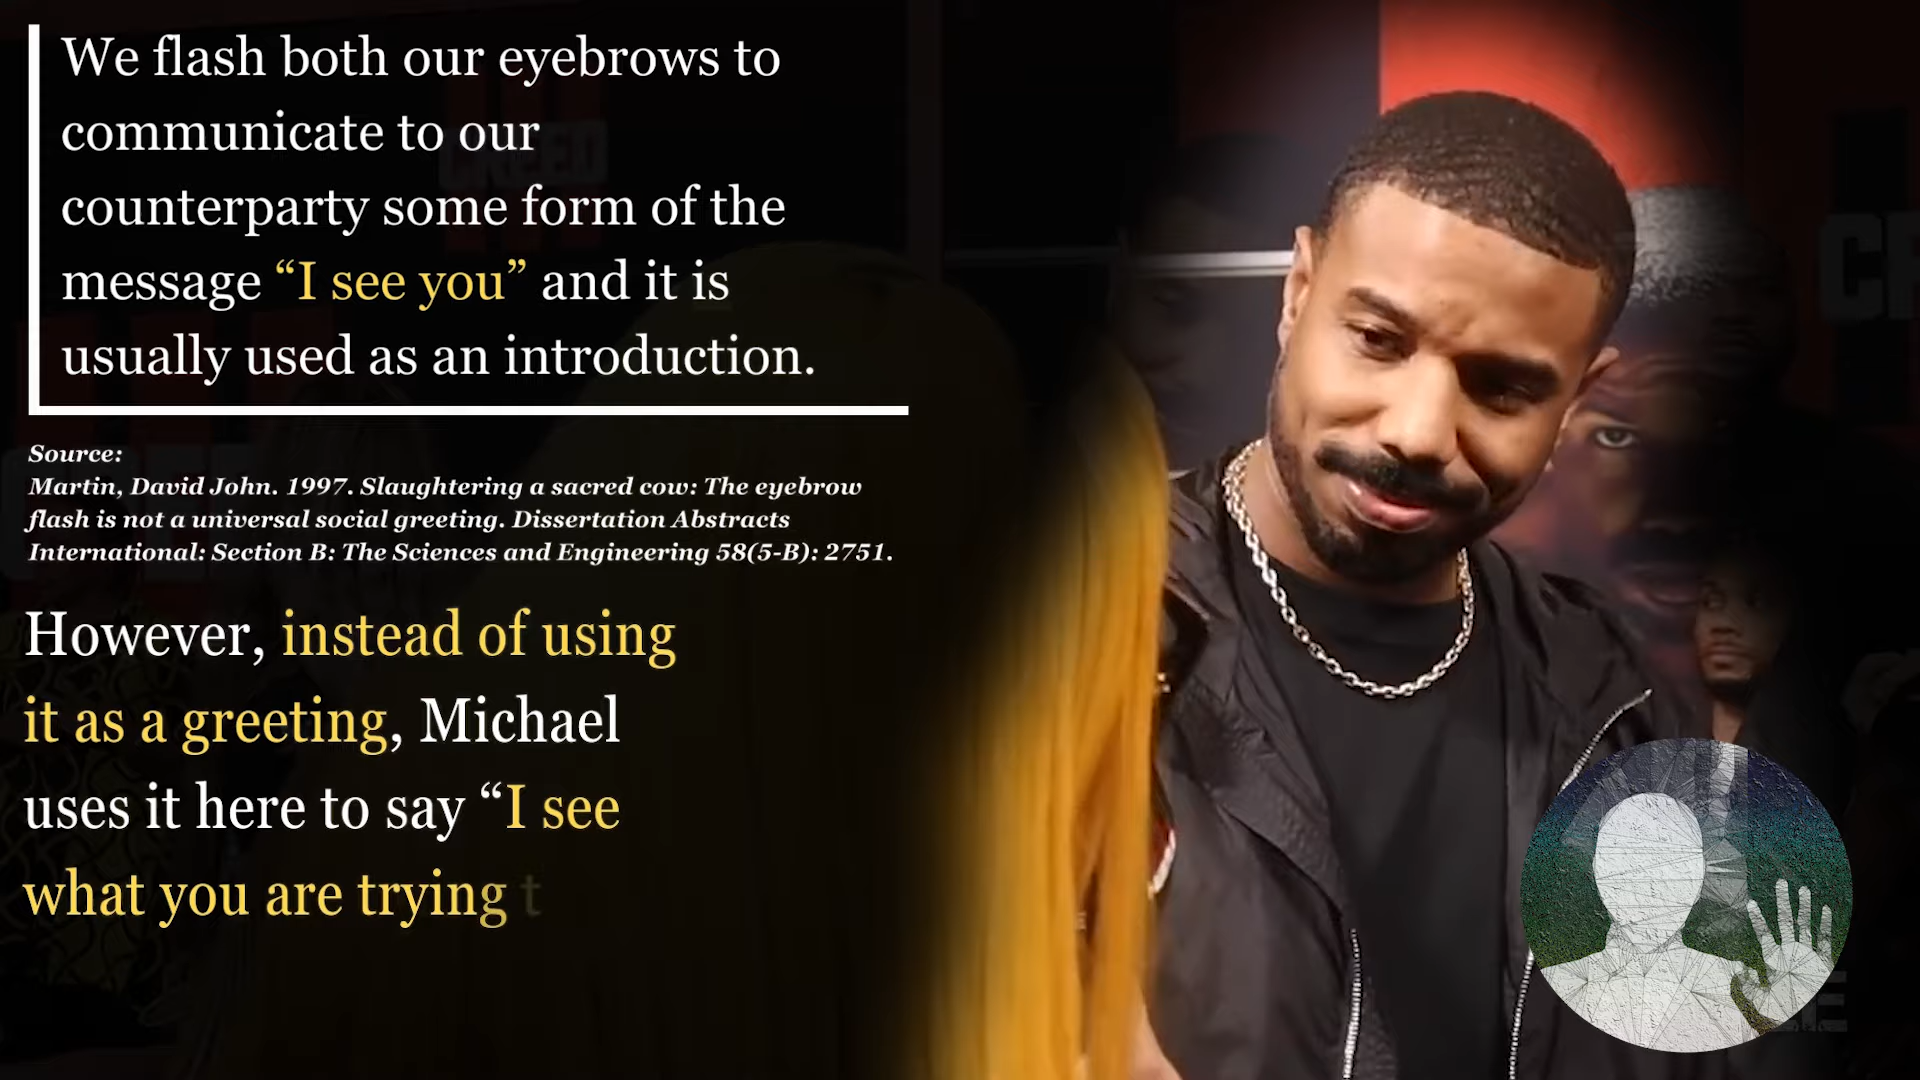 We flash both our eyebrows to
communicate to our
counterparty some form of the
message “I see you” and it is
usually used as an introduction.
Source:
Martin, David John. 1997. Slaughtering a sacred cow: The eyebrow
flash is not a universal social greeting. Dissertation Abstracts
International: Section B: The Sciences and Engineering 58(5-B): 2751.
However, instead of using
it as a greeting, Michael
uses it here to say “I see
what you are trying t
CREED